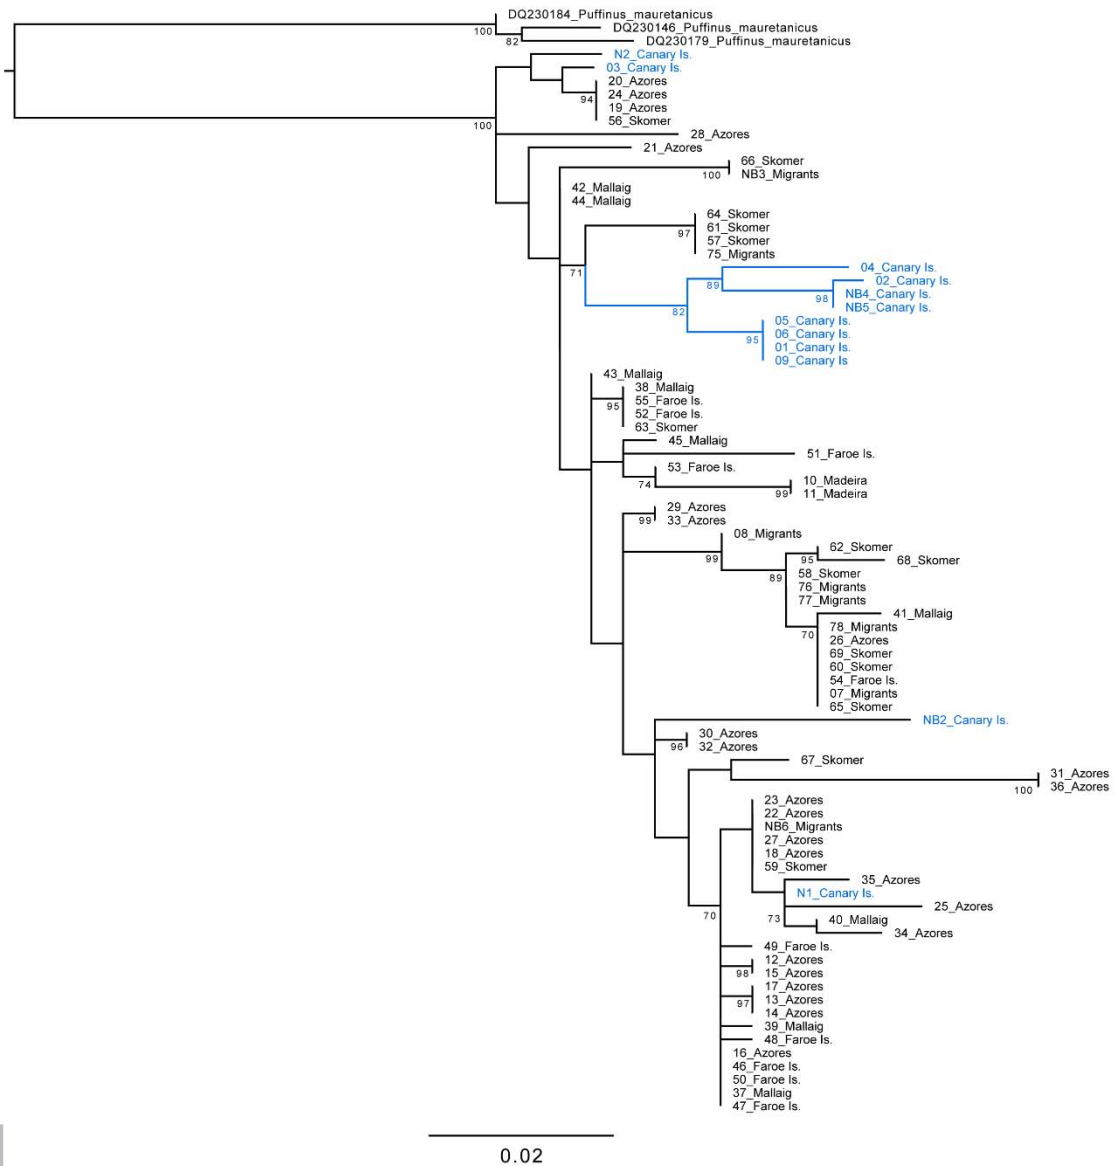 DQ230184_Puffinus_mauretanicus
100
DQ230146_Puffinus_mauretanicus
82
DQ230179_Puffinus_mauretanicus
N2_Canary Is.
03_Canary Is.
20_Azores
24_Azores
94
19_Azores
56_Skomer
100
28_Azores
21_Azores
66_Skomer
100
NB3_Migrants
42_Mallaig
44_Mallaig
64_Skomer
61_Skomer
97
57_Skomer
75_Migrants
04_Canary Is.
71
02_Canary Is.
89
NB4_Canary Is.
98
NB5_Canary Is.
82
05_Canary Is.
06_Canary Is.
95
01_Canary Is.
09_Canary Is
43_Mallaig
38_Mallaig
55_Faroe Is.
95
52_Faroe Is.
63_Skomer
45_Mallaig
51_Faroe Is.
53_Faroe Is.
74
10_Madeira
99
11_Madeira
29_Azores
99
33_Azores
08_Migrants
62_Skomer
99
95
68_Skomer
58_Skomer
89
76_Migrants
77_Migrants
41_Mallaig
78_Migrants
70
26_Azores
69_Skomer
60_Skomer
54_Faroe Is.
07_Migrants
65_Skomer
NB2_Canary Is.
30_Azores
96
32_Azores
67_Skomer
31_Azores
100
36_Azores
23_Azores
22_Azores
NB6_Migrants
27_Azores
18_Azores
59_Skomer
35_Azores
N1_Canary Is.
25_Azores
70
73
40_Mallaig
34_Azores
49_Faroe Is.
12_Azores
98
15_Azores
17_Azores
97
13_Azores
14_Azores
39_Mallaig
48_Faroe Is.
16_Azores
46_Faroe Is.
50_Faroe Is.
37_Mallaig
47_Faroe Is.
0.02